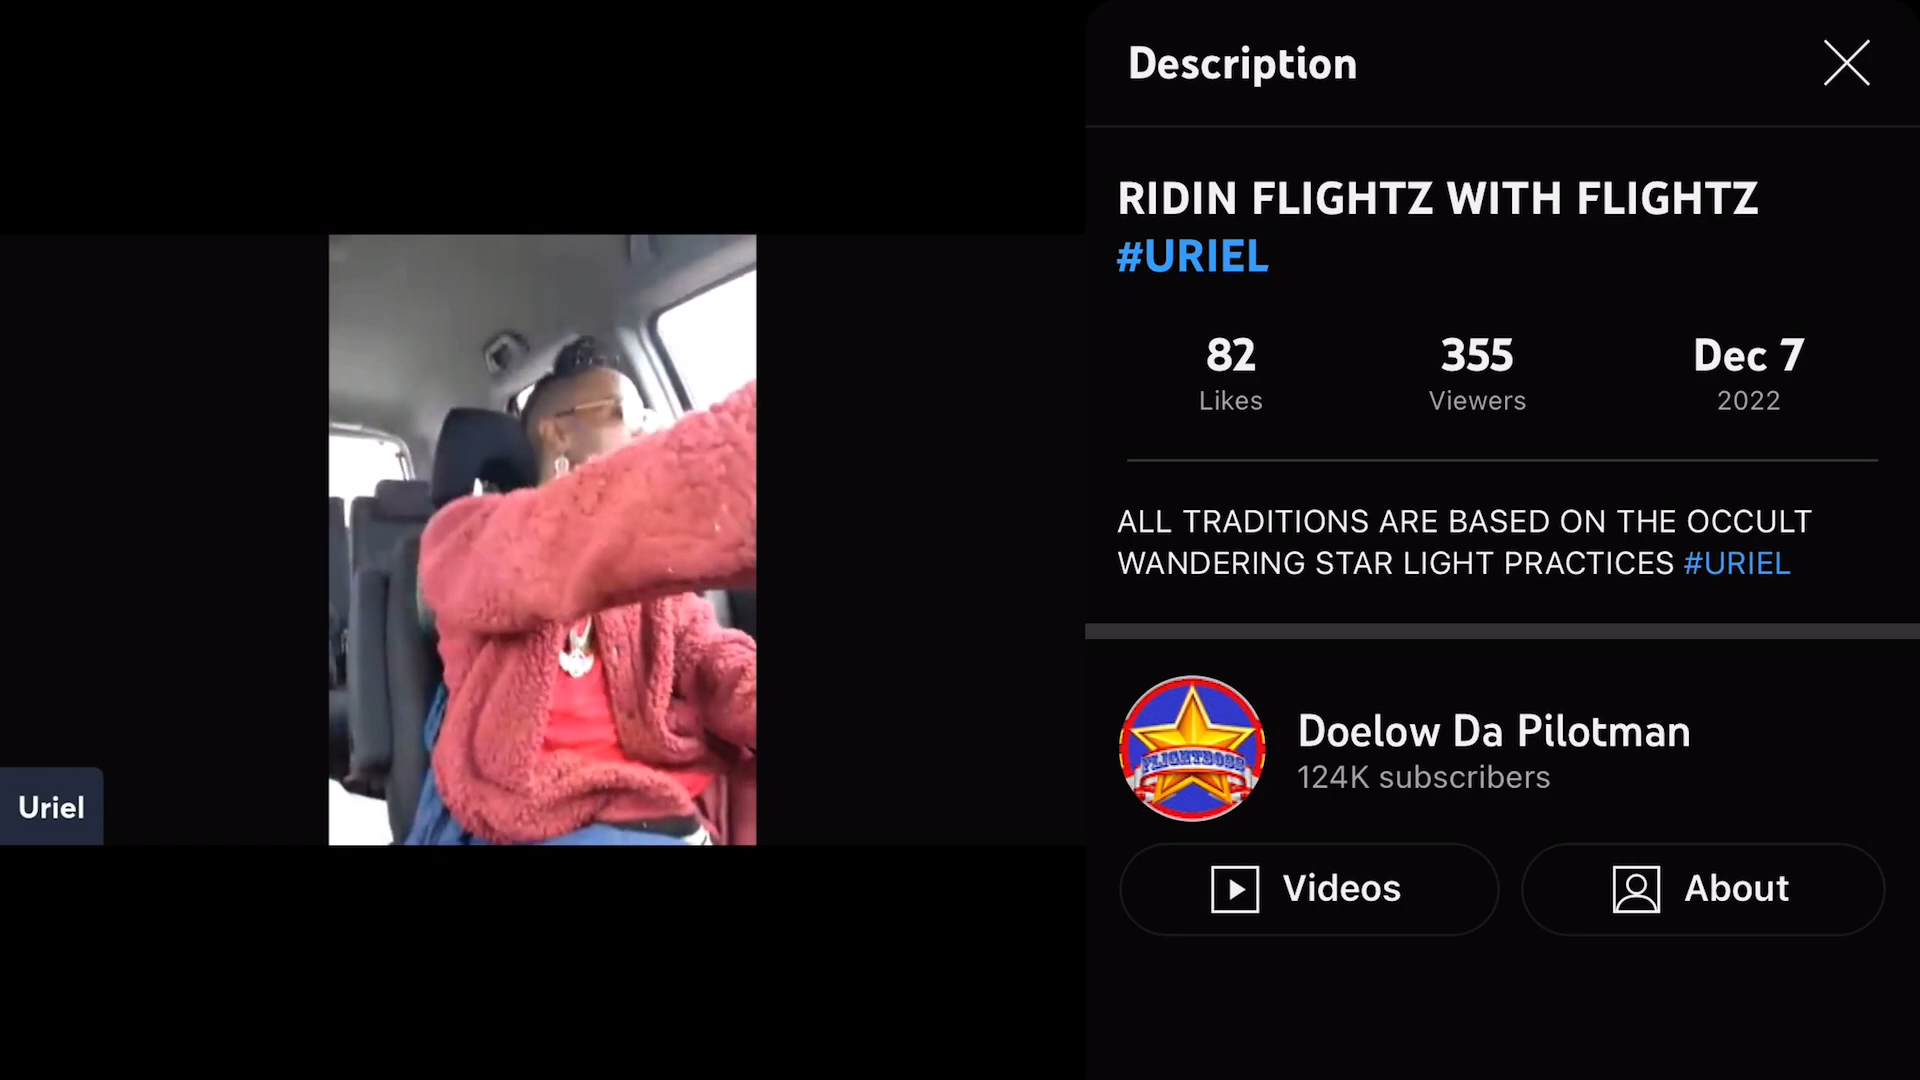 Description
RIDIN FLIGHTZ WITH FLIGHTZ
#URIEL
82
Likes
355
Viewers
Dec 7
2022
ALL TRADITIONS ARE BASED ON THE OCCULT
WANDERING STAR LIGHT PRACTICES #URIEL
FLIGHTBOSS
Doelow Da Pilotman
124K subscribers
Videos
About
Uriel